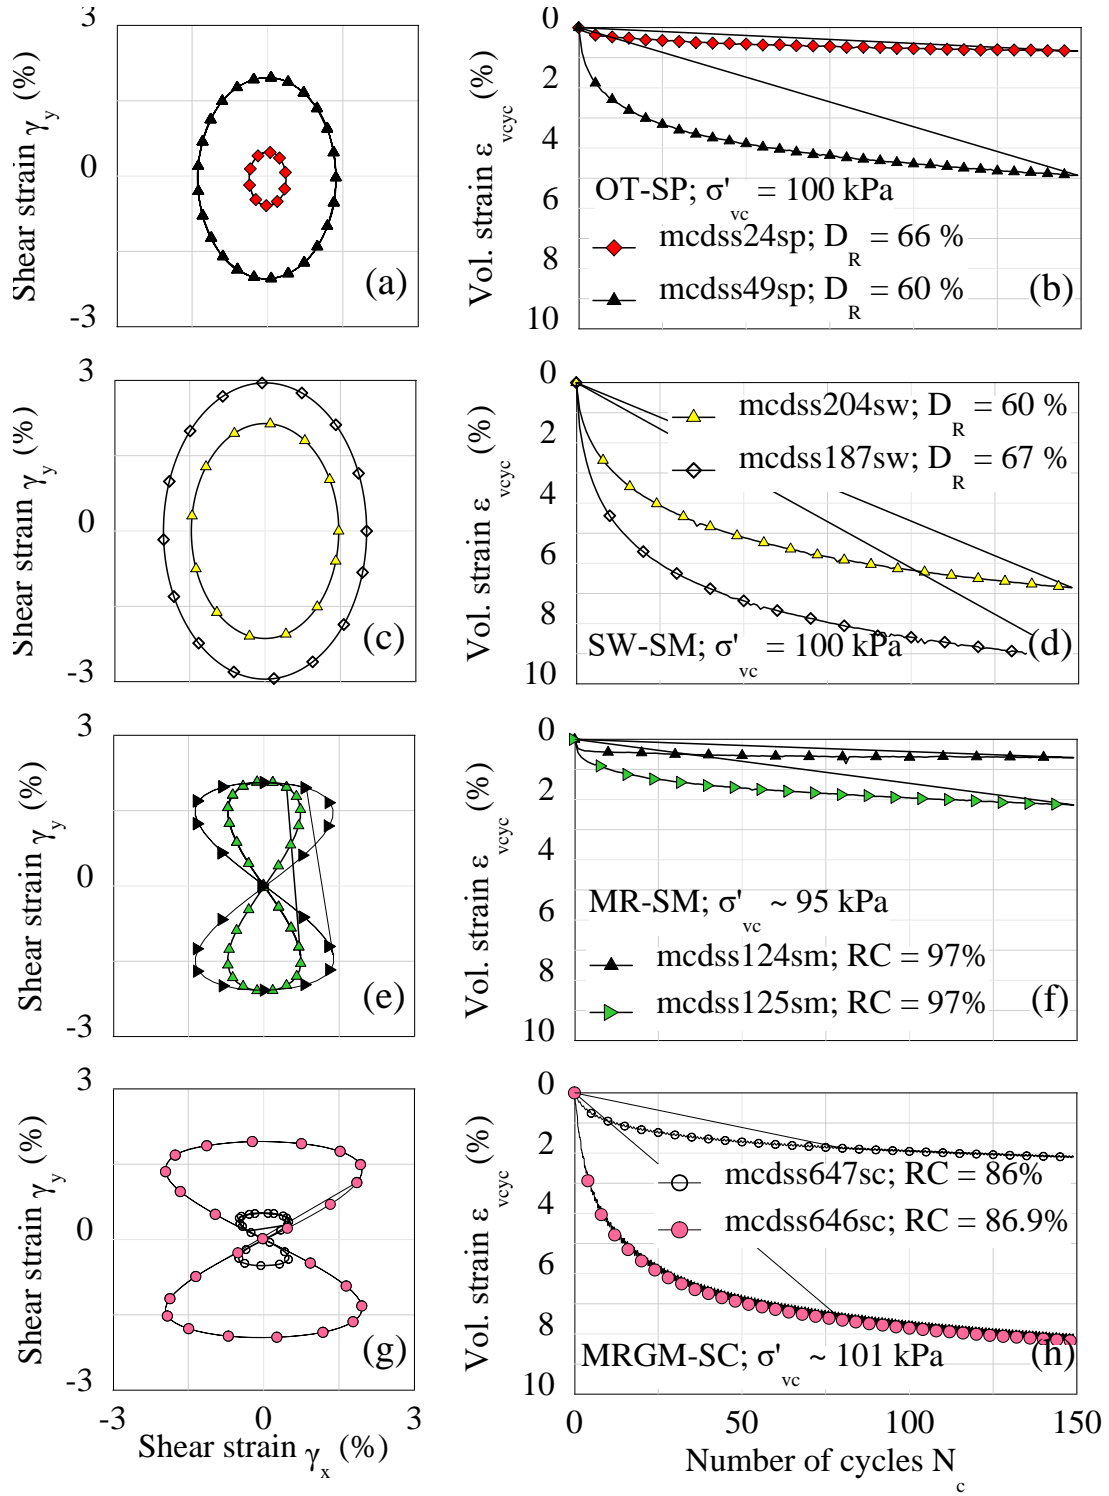 3
0
-3
Shear strain γy (%)
(a)
0
2
4
6
8
10
Vol. strain εvcyc (%)
OT-SP; σ'vc = 100 kPa
mcdss24sp; DR = 66 %
mcdss49sp; DR = 60 %
(b)
3
0
-3
Shear strain γy (%)
(c)
0
2
4
6
8
10
Vol. strain εvcyc (%)
mcdss204sw; DR = 60 %
mcdss187sw; DR = 67 %
SW-SM; σ'vc = 100 kPa
(d)
3
0
-3
Shear strain γy (%)
(e)
0
2
4
6
8
10
Vol. strain εvcyc (%)
MR-SM; σ'vc ~ 95 kPa
mcdss124sm; RC = 97%
mcdss125sm; RC = 97%
(f)
3
0
-3
Shear strain γy (%)
(g)
-3 0 3
Shear strain γx (%)
0
2
4
6
8
10
Vol. strain εvcyc (%)
mcdss647sc; RC = 86%
mcdss646sc; RC = 86.9%
MRGM-SC; σ'vc ~ 101 kPa
(h)
0 50 100 150
Number of cycles Nc